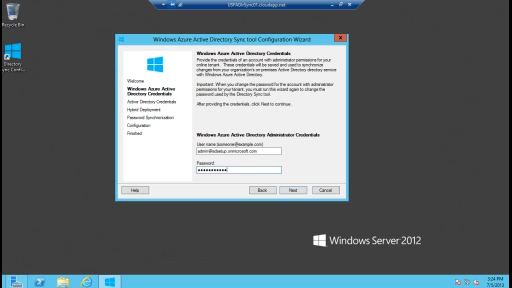 USFADirSync01.cloudapp.net
Recycle Bin
Directory
Sync Confi...
Windows Azure Active Directory Sync tool Configuration Wizard
Welcome
Windows Azure Active
Directory Credentials
Active Directory Credentials
Hybrid Deployment
Password Synchronization
Configuration
Finished
Windows Azure Active Directory Credentials
Provide the credentials of an account with administrator permissions for your
online tenant. These credentials will be saved and used to synchronize
changes from your organization's on-premises Active Directory directory service
with Windows Azure Active Directory.
Important: When you change the password for the account with administrator
permissions for your tenant, you must run this wizard again to change the
password used by the Directory Sync tool.
After providing the credentials, click Next to continue.
Windows Azure Active Directory Administrator Credentials
User name (someone@example.com)
Password:
Help
Back
Next
Cancel
Windows Server 2012
3:24 PM